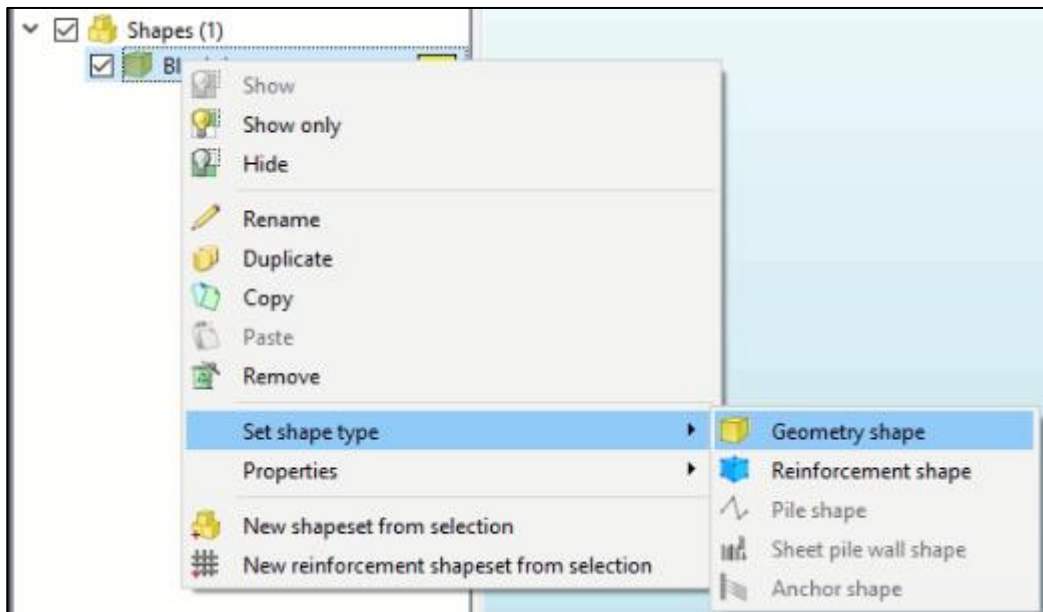 Shapes (1)
Show
Show only
Hide
Rename
Duplicate
Copy
Paste
Remove
Set shape type
Properties
New shapeset from selection
New reinforcement shapeset from selection
Geometry shape
Reinforcement shape
Pile shape
Sheet pile wall shape
Anchor shape